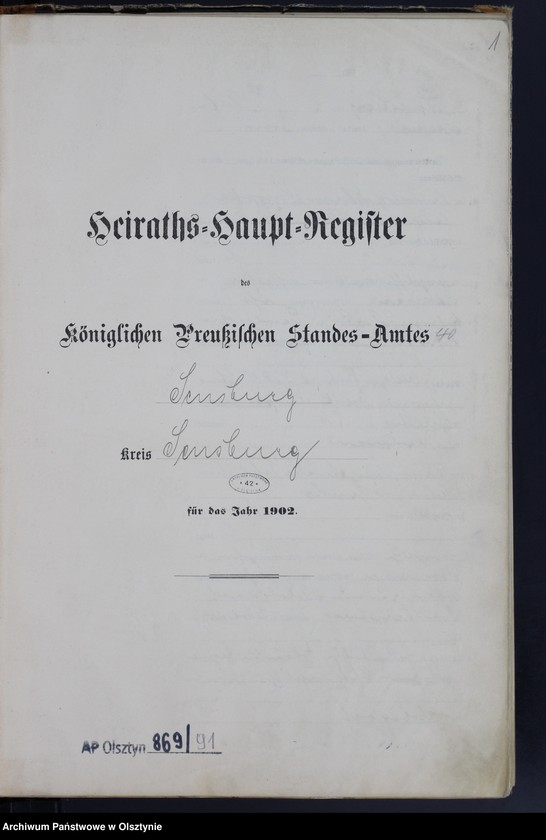 1
Heiraths-Haupt-Register
des
Königlichen Preußischen Standes-Amtes 40
Sensburg
Kreis Sensburg
• 42 •
für das Jahr 1902.
AP Olsztyn 869/91
Archiwum Państwowe w Olsztynie